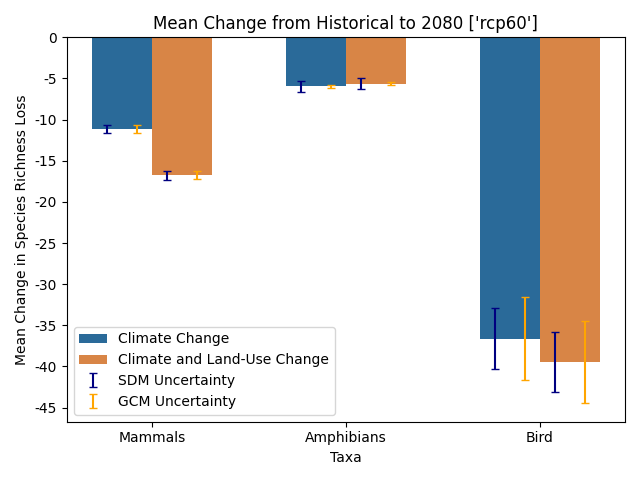 Mean Change from Historical to 2080 ['rcp60']
Mean Change in Species Richness Loss
0
-5
-10
-15
-20
-25
-30
-35
-40
-45
Climate Change
Climate and Land-Use Change
SDM Uncertainty
GCM Uncertainty
Mammals
Amphibians
Bird
Taxa